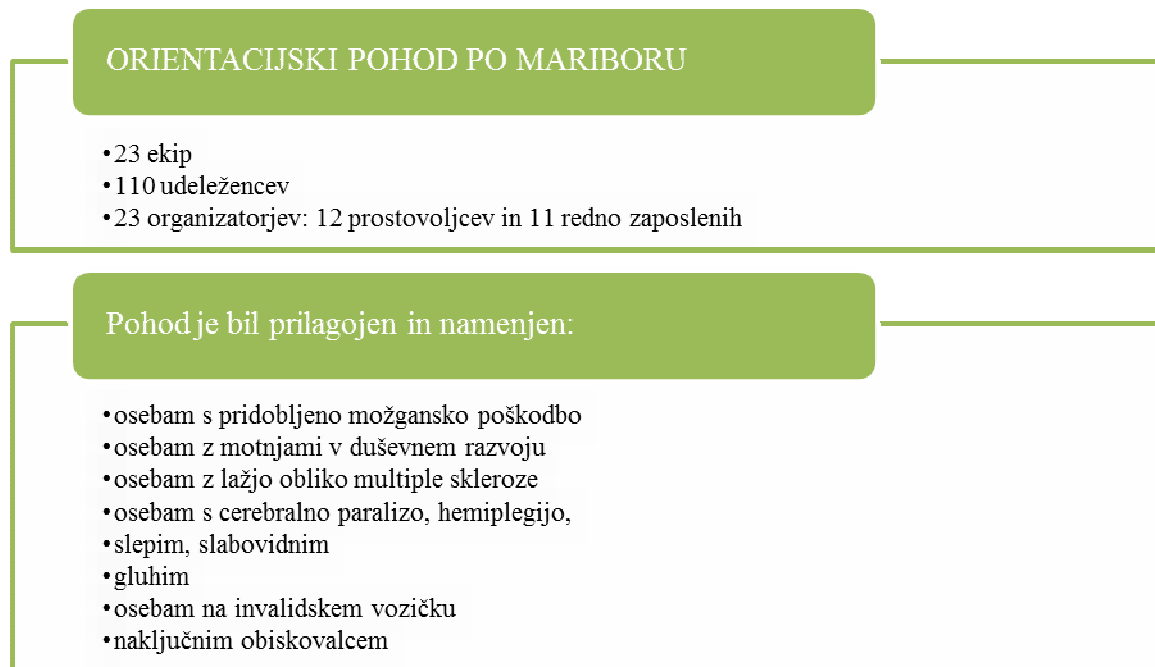 ORIENTACIJSKI POHOD PO MARIBORU
•23 ekip
•110 udeležencev
•23 organizatorjev: 12 prostovoljcev in 11 redno zaposlenih
Pohod je bil prilagojen in namenjen:
•osebam s pridobljeno možgansko poškodbo
•osebam z motnjami v duševnem razvoju
•osebam z lažjo obliko multiple skleroze
•osebam s cerebralno paralizo, hemiplegijo,
•slepim, slabovidnim
•gluhim
•osebam na invalidskem vozičku
•naključnim obiskovalcem